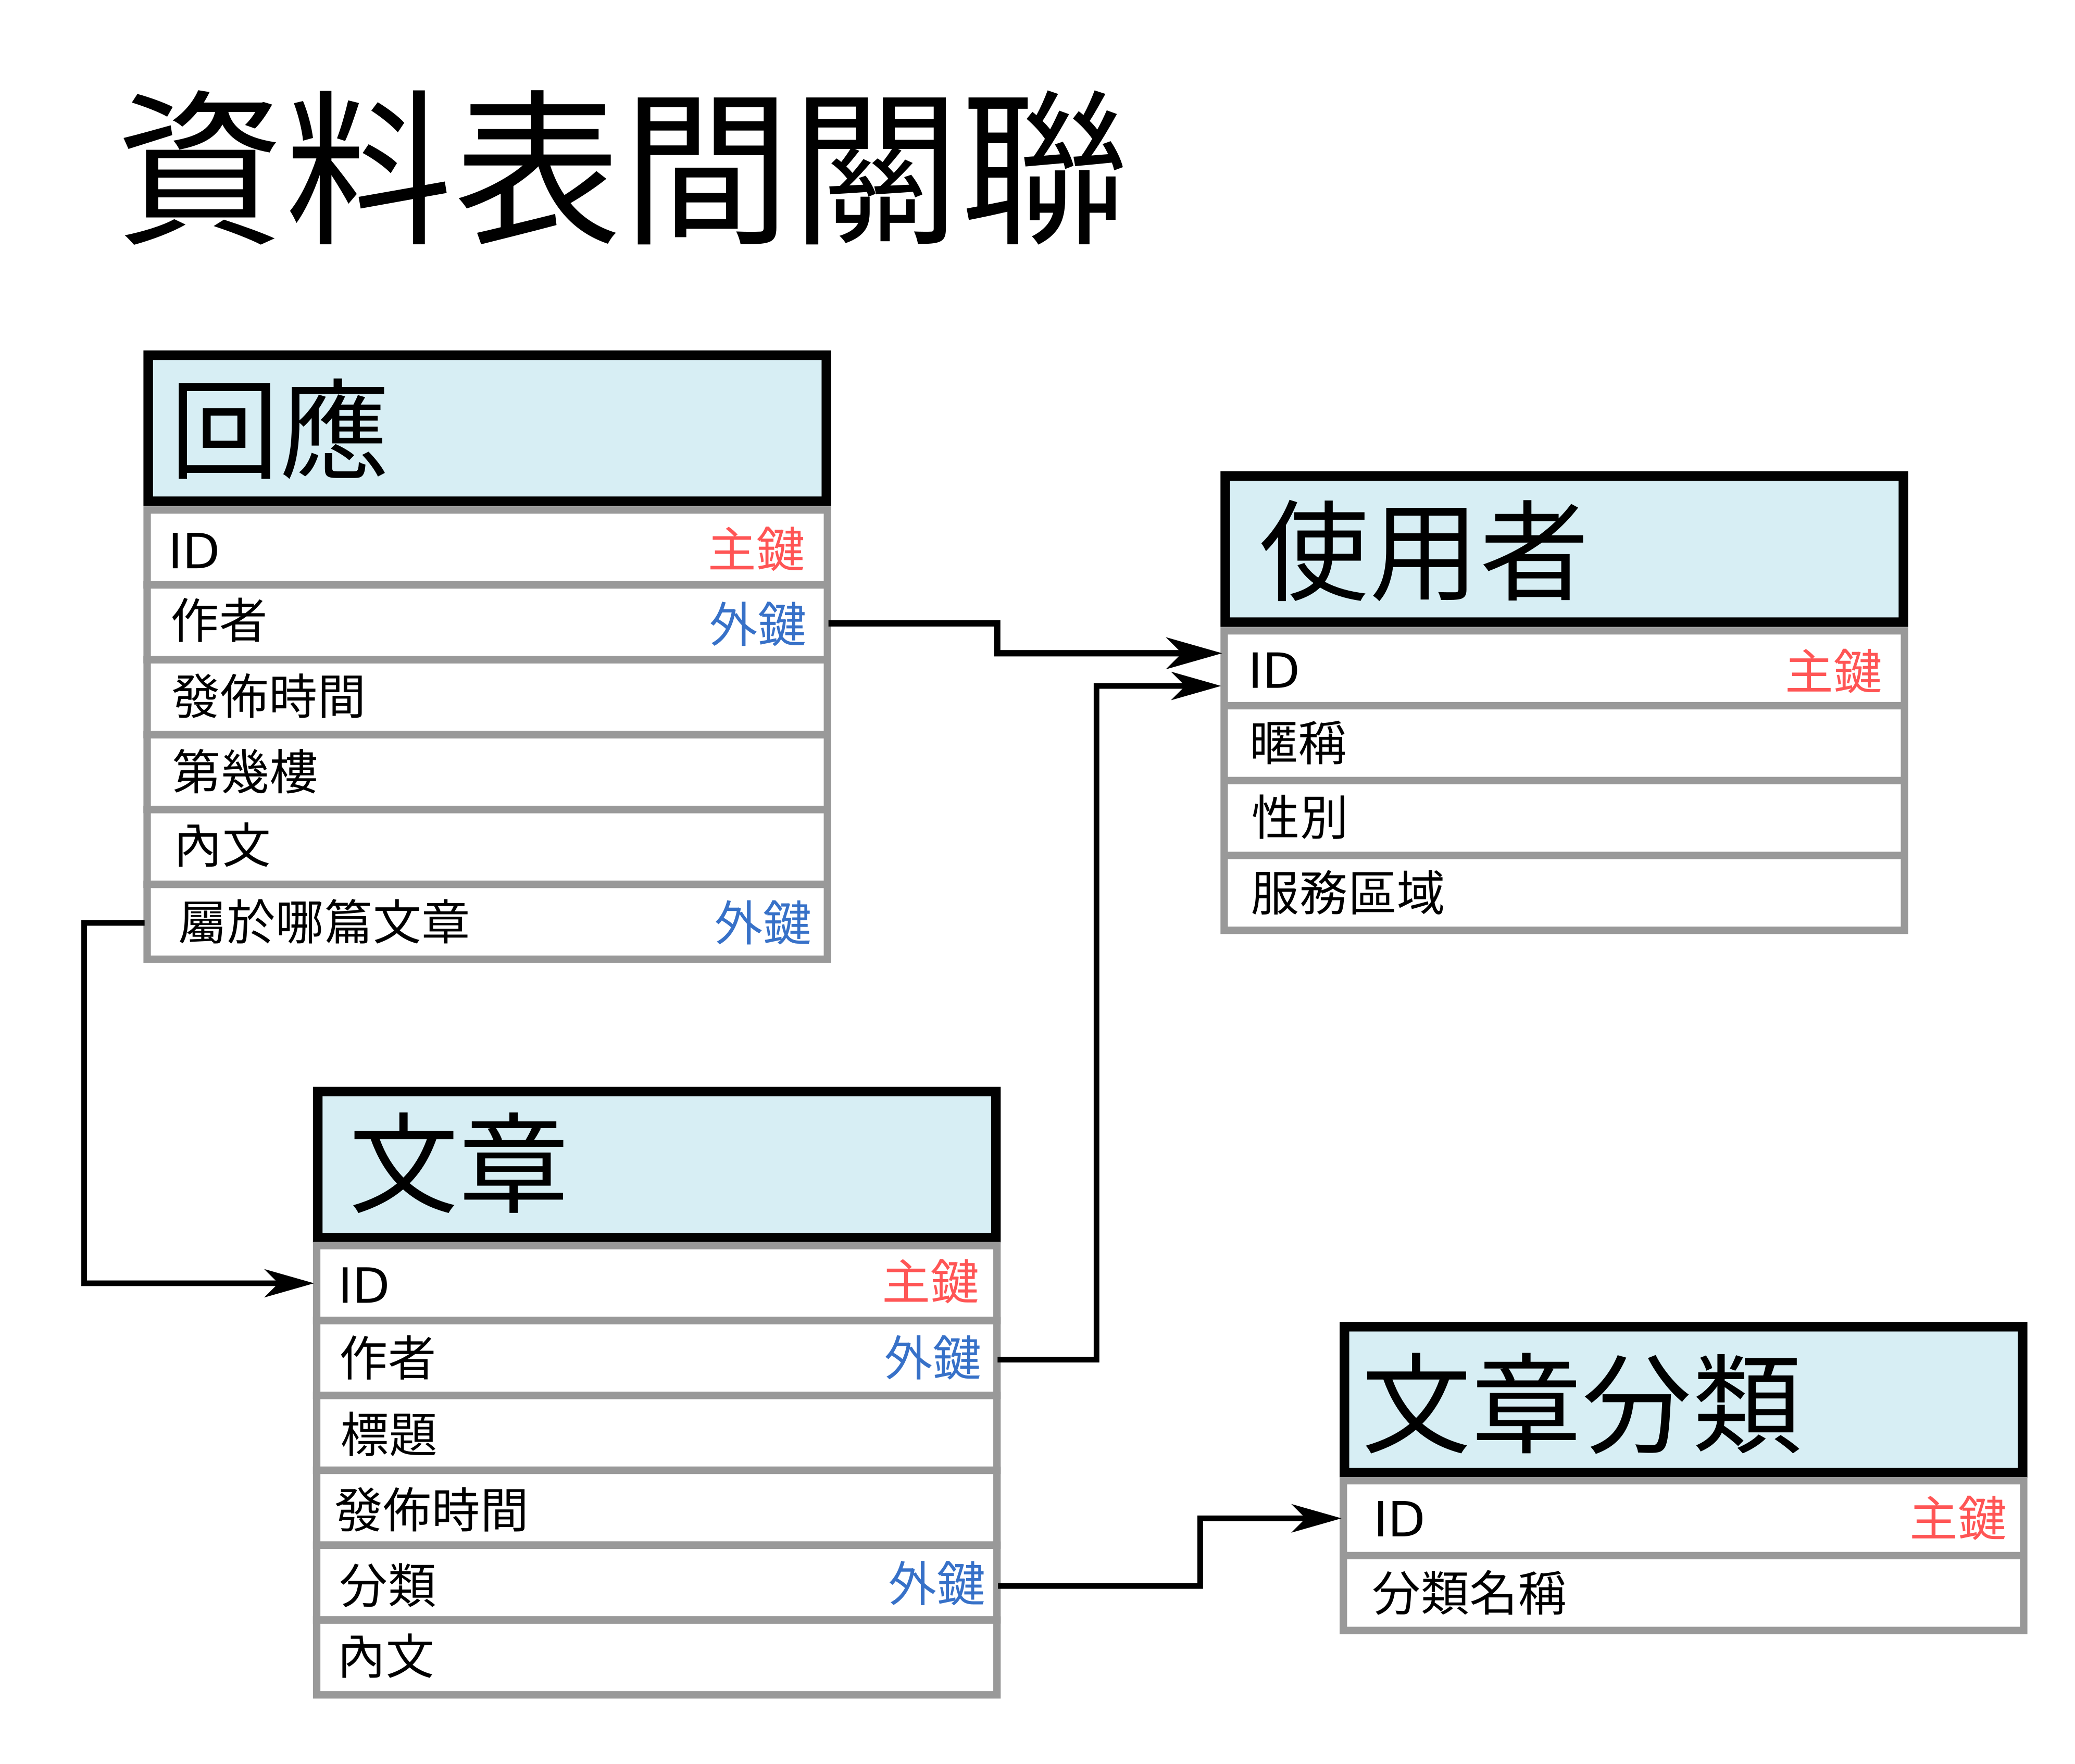 資料表間關聯
回應
ID 主鍵
作者 外鍵
發佈時間
第幾樓
內文
屬於哪篇文章 外鍵
使用者
ID 主鍵
暱稱
性別
服務區域
文章
ID 主鍵
作者 外鍵
標題
發佈時間
分類 外鍵
內文
文章分類
ID 主鍵
分類名稱